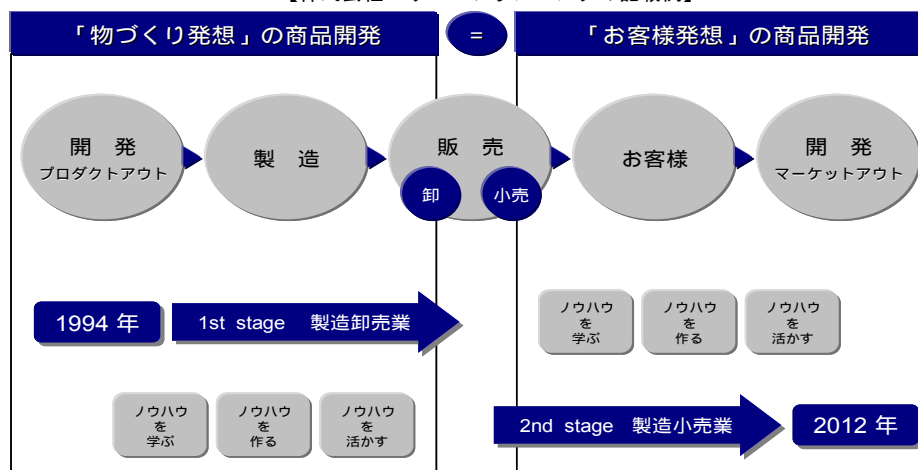 「物づくり発想」の商品開発
=
「お客様発想」の商品開発
開　発
プロダクトアウト
製　造
販　売
卸
小売
お客様
開　発
マーケットアウト
1994 年
1st stage　製造卸売業
ノウハウ
を
学ぶ
ノウハウ
を
作る
ノウハウ
を
活かす
ノウハウ
を
学ぶ
ノウハウ
を
作る
ノウハウ
を
活かす
2nd stage　製造小売業
2012 年